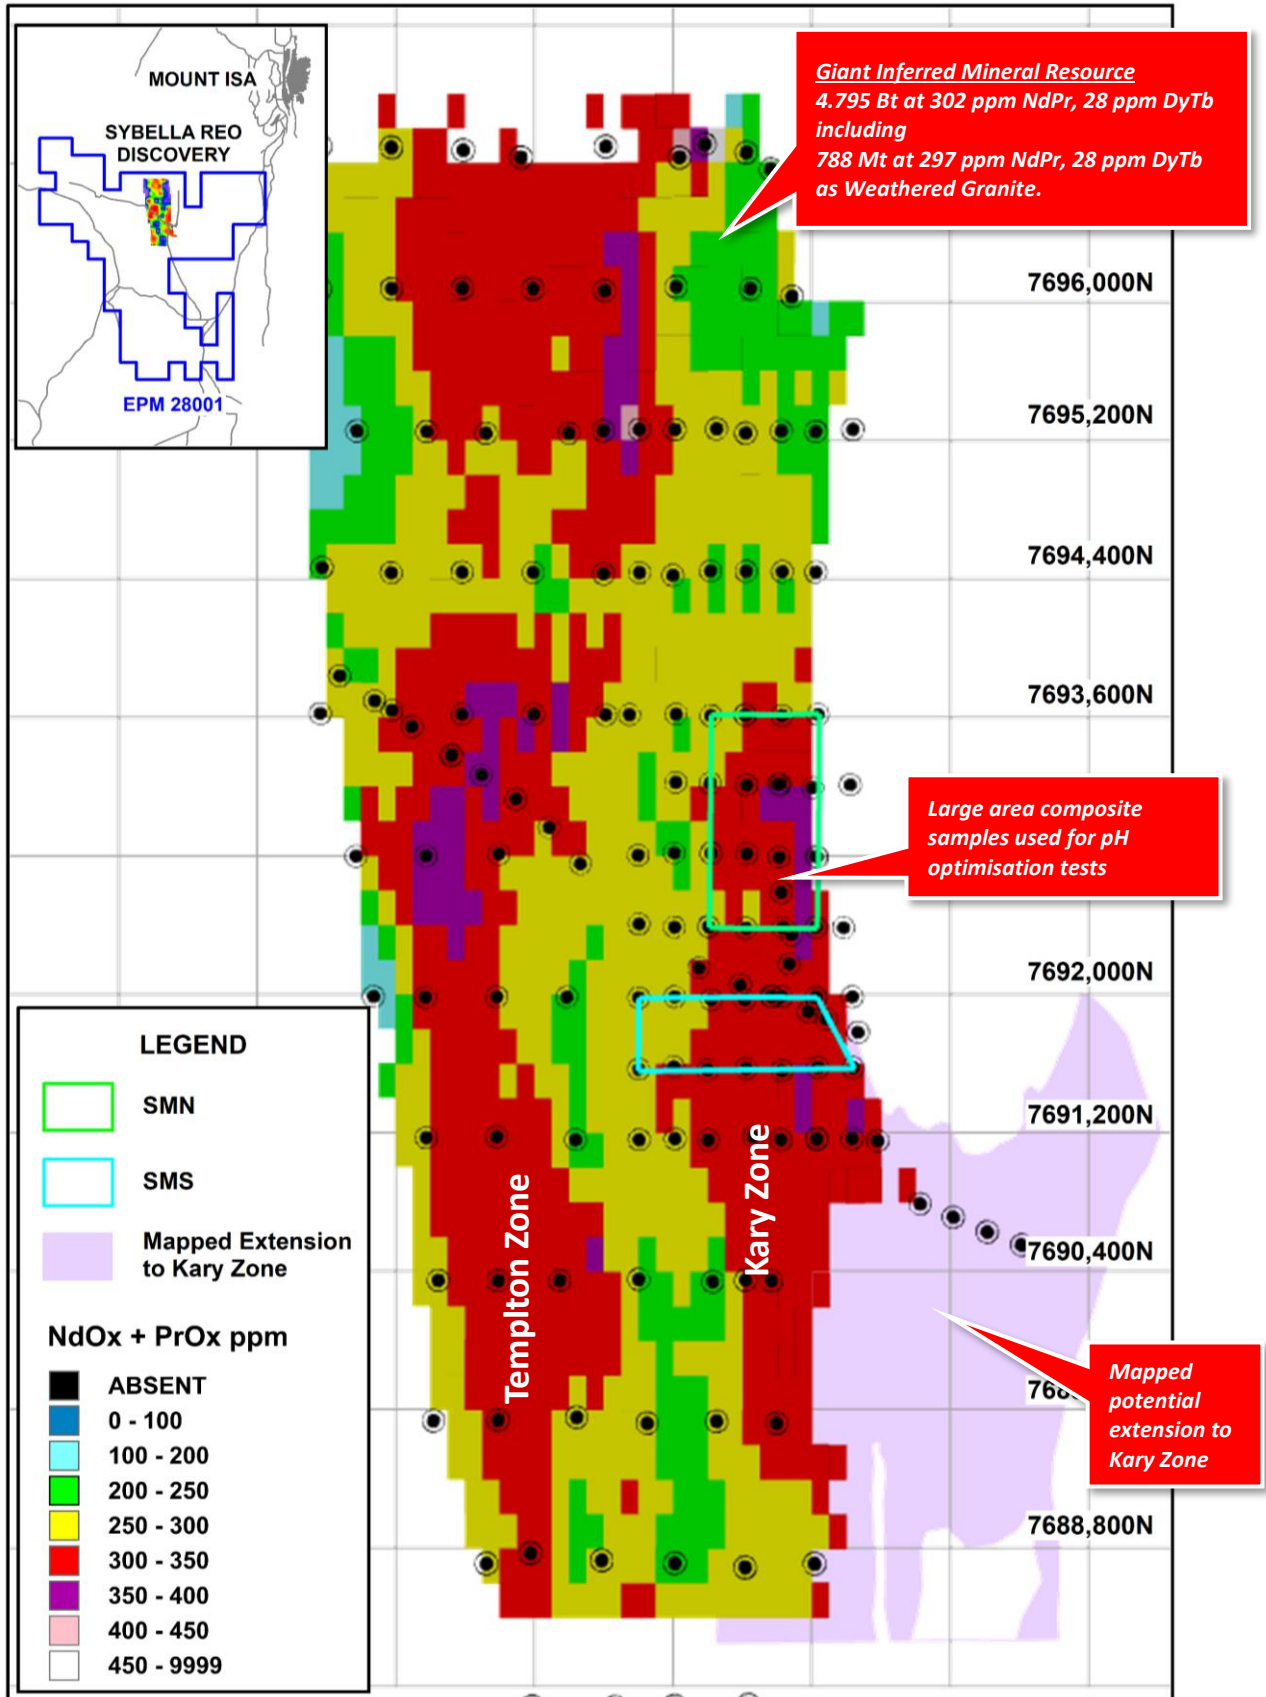 MOUNT ISA
SYBELLA REO
DISCOVERY
EPM 28001
Giant Inferred Mineral Resource
4.795 Bt at 302 ppm NdPr, 28 ppm DyTb
including
788 Mt at 297 ppm NdPr, 28 ppm DyTb
as Weathered Granite.
7696,000N
7695,200N
7694,400N
7693,600N
Large area composite
samples used for pH
optimisation tests
7692,000N
7691,200N
7690,400N
Templton Zone
Kary Zone
Mapped
potential
extension to
Kary Zone
7688,800N
LEGEND
SMN
SMS
Mapped Extension
to Kary Zone
NdOx + PrOx ppm
ABSENT
0 - 100
100 - 200
200 - 250
250 - 300
300 - 350
350 - 400
400 - 450
450 - 9999